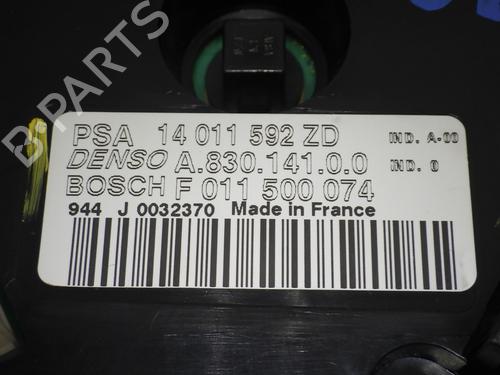 PSA 14 011 592 ZD IND. A-00
DENSO A.830.141.0.0 IND. 0
BOSCH F 011 500 074
944 J 0032370 Made in France
B-PARTS